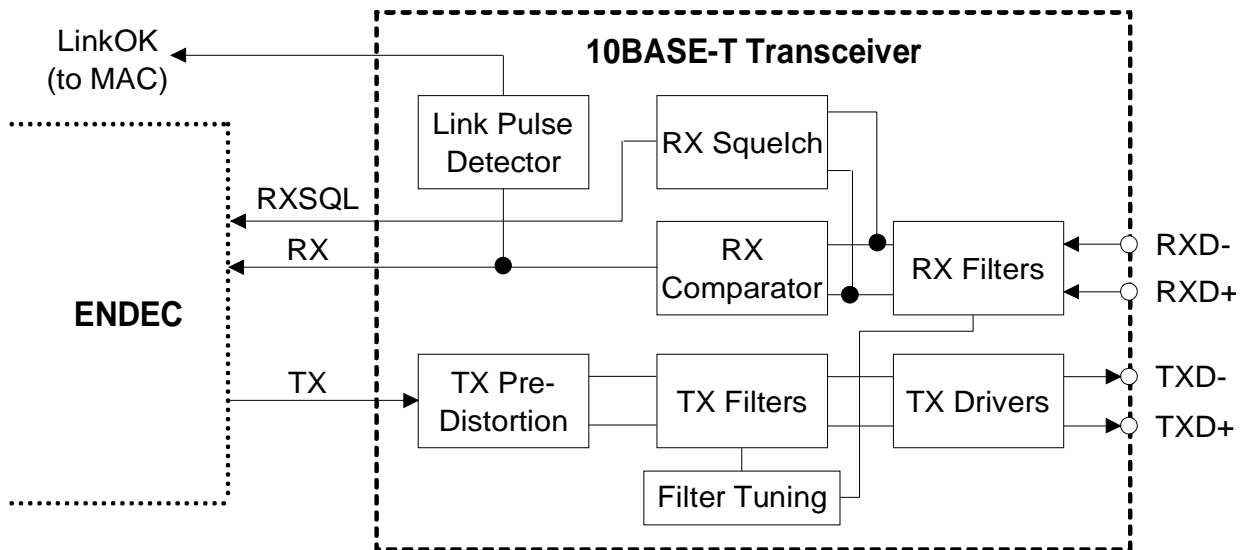 LinkOK
(to MAC)
10BASE-T Transceiver
Link Pulse
Detector
RX Squelch
RXSQL
RX
RX
Comparator
RX Filters
RXD-
RXD+
ENDEC
TX
TX Pre-
Distortion
TX Filters
TX Drivers
TXD-
TXD+
Filter Tuning